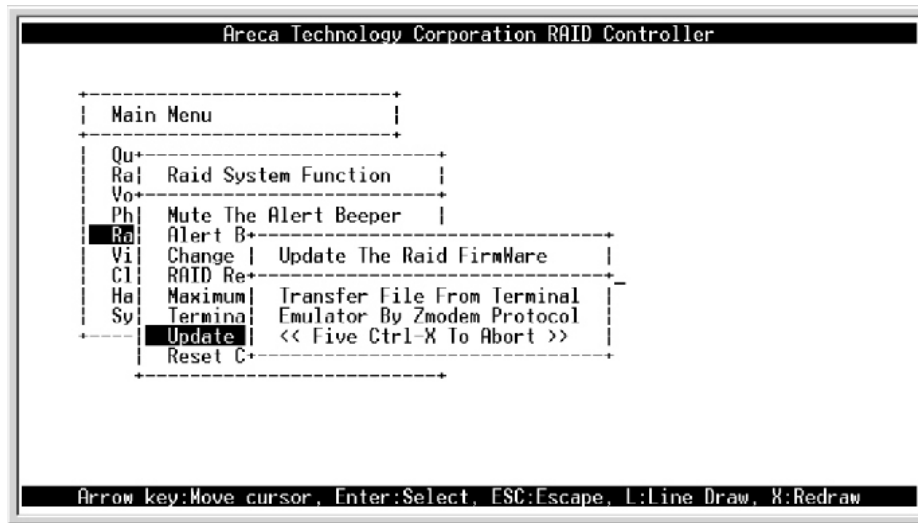 Areca Technology Corporation RAID Controller
Main Menu
Qu
Ra
Raid System Function
Vo
Ph
Mute The Alert Beeper
Ra
Alert B
Vi
Change
Update The Raid FirmWare
Cl
RAID Re
Ha
Maximum
Transfer File From Terminal
Sy
Termina
Emulator By Zmodem Protocol
Update
<< Five Ctrl-X To Abort >>
Reset C
Arrow key:Move cursor, Enter:Select, ESC:Escape, L:Line Draw, X:Redraw